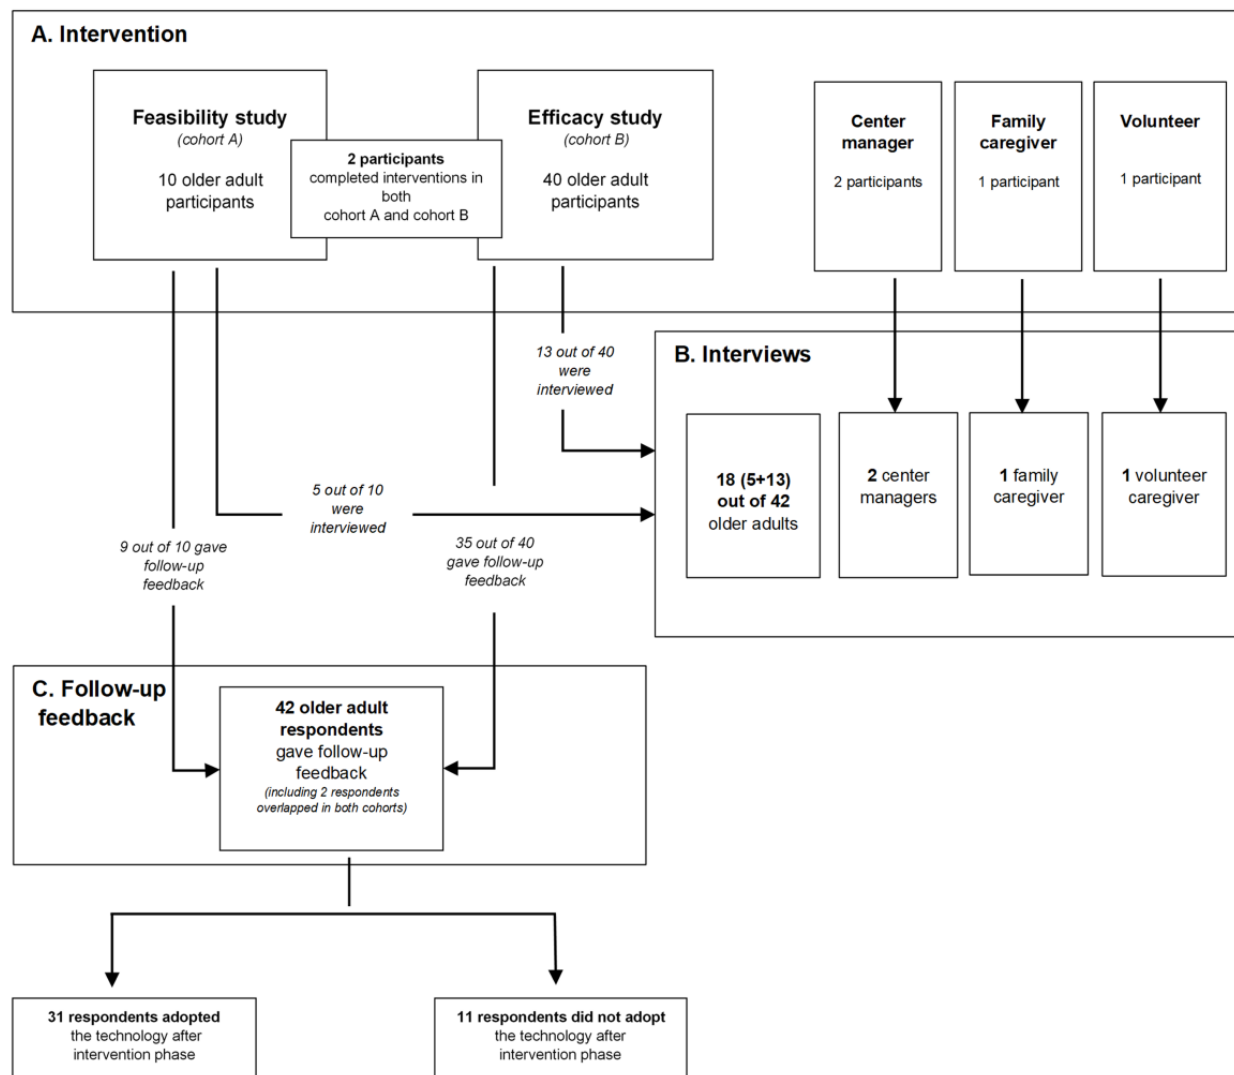 A. Intervention
Feasibility study
(cohort A)
10 older adult
participants
2 participants
completed interventions in
both
cohort A and cohort B
Efficacy study
(cohort B)
40 older adult
participants
Center
manager
2 participants
Family
caregiver
1 participant
Volunteer
1 participant
13 out of 40
were
interviewed
5 out of 10
were
interviewed
9 out of 10 gave
follow-up
feedback
35 out of 40
gave follow-up
feedback
B. Interviews
18 (5+13)
out of 42
older adults
2 center
managers
1 family
caregiver
1 volunteer
caregiver
C. Follow-up
feedback
42 older adult
respondents
gave follow-up
feedback
(including 2 respondents
overlapped in both cohorts)
31 respondents adopted
the technology after
intervention phase
11 respondents did not adopt
the technology after
intervention phase